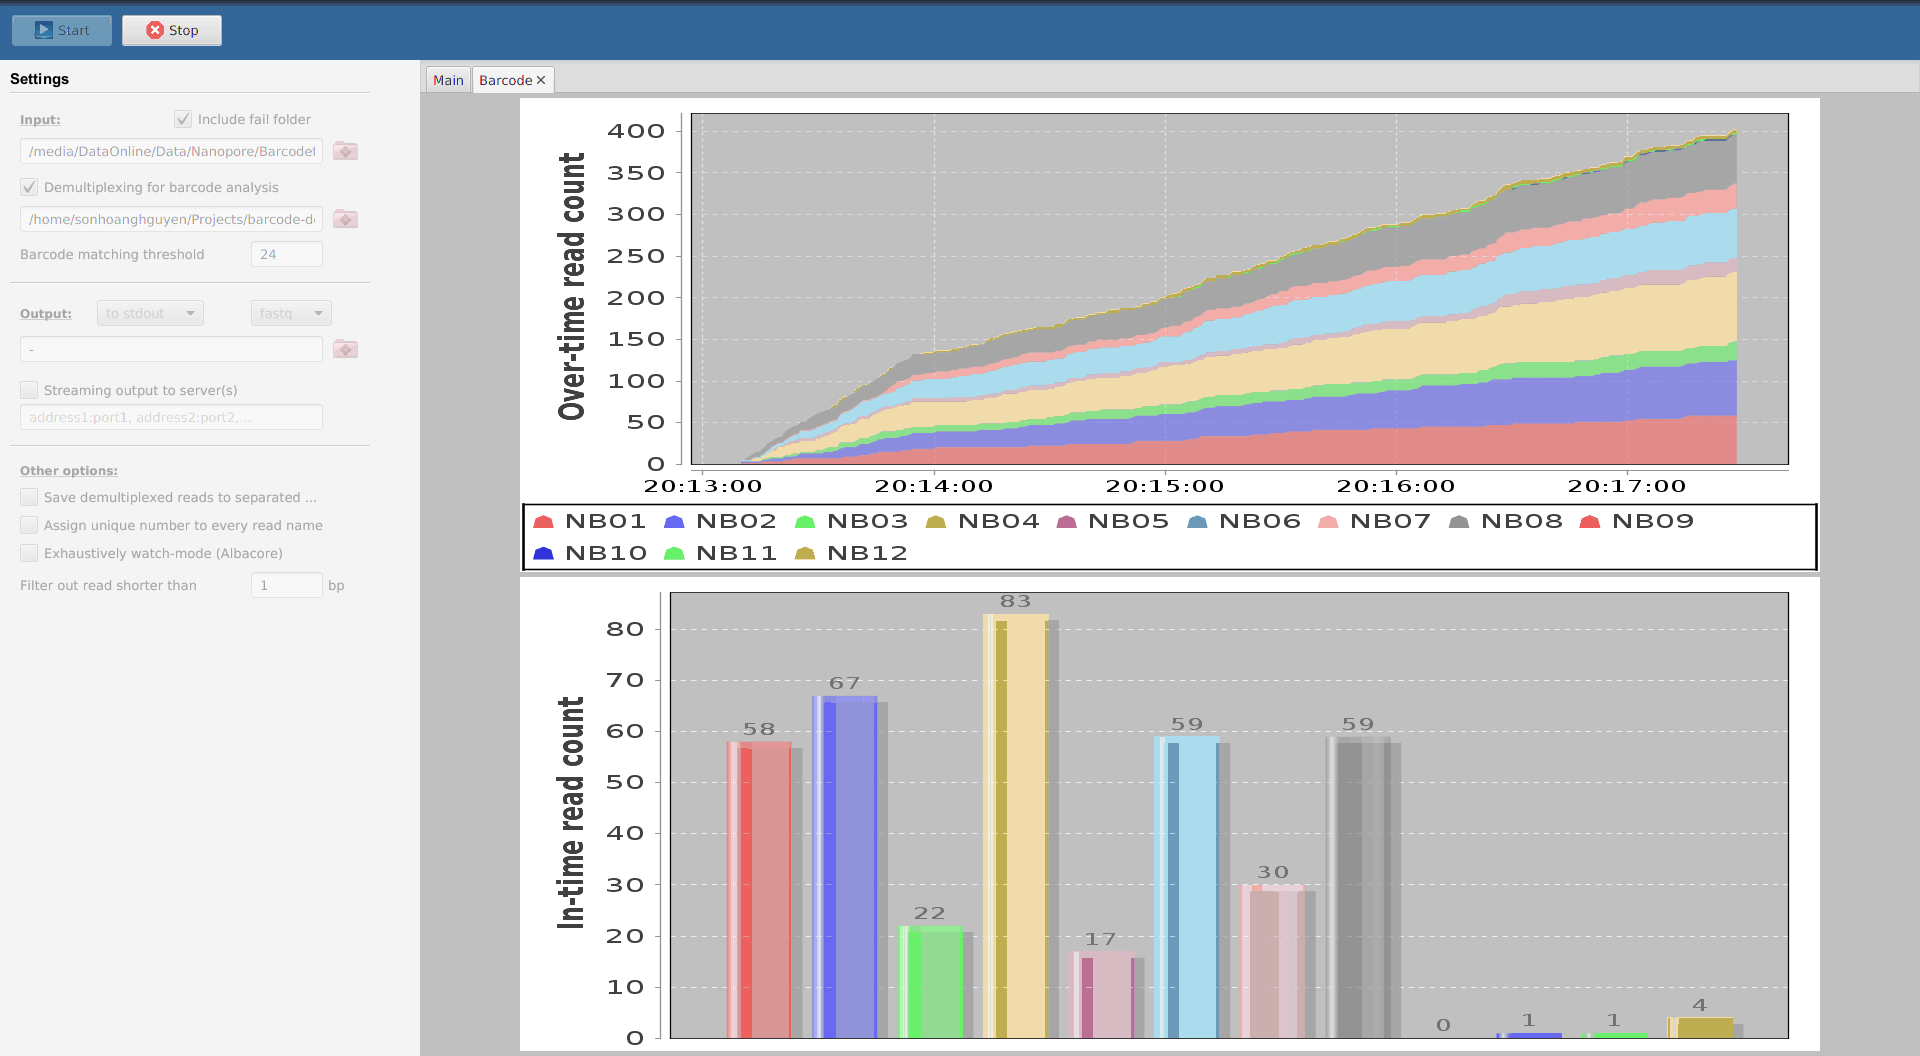 Start
Stop
Settings
Input:
Include fail folder
/media/DataOnline/Data/Nanopore/Barcode
Demultiplexing for barcode analysis
/home/sonhoanghguyen/Projects/barcode-d
Barcode matching threshold
24
Output:
to stdout
fastq
-
Streaming output to server(s)
address1:port1, address2:port2,...
Other options:
Save demultiplexed reads to separated ...
Assign unique number to every read name
Exhaustively watch-mode (Albacore)
Filter out read shorter than
1
bp
Main
Barcode
Over-time read count
400
350
300
250
200
150
100
50
0
20:13:00
20:14:00
20:15:00
20:16:00
20:17:00
NB01 NB02 NB03 NB04 NB05 NB06 NB07 NB08 NB09
NB10 NB11 NB12
In-time read count
80
70
60
50
40
30
20
10
0
58
67
22
83
17
59
30
59
0
1
1
4